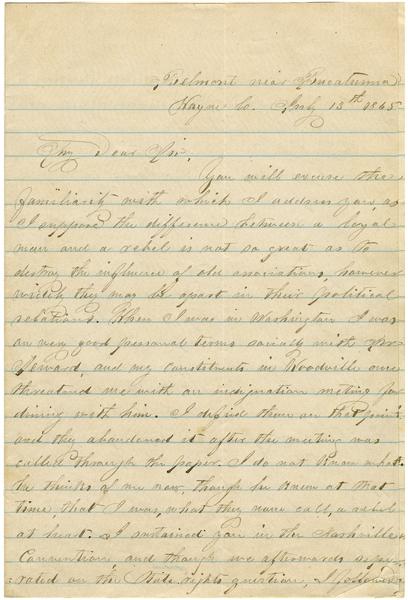 Belmont near Bucatunna
Wayne Co. July 13th 1865
My Dear Sir.
You will excuse the
familiarity with which I address you, as
I suppose the difference between a loyal
man and a rebel is not so great as to
destroy the influence of old associations, however
widely they may be apart in their political
relations. When I was in Washington I was
on very good personal terms socially with Mr
Seward, and my constituents in Woodville once
threatened me with an indignation meeting for
dining with him. I defied them on that point,
and they abandoned it after the meeting was
called through the paper. I do not know what
he thinks of me now, though he knew at that
time, that I was, what they now call, a rebel
at heart. I sustained you in the Nashville
Convention, and though we afterwards sepa-
rated on the State rights question, I